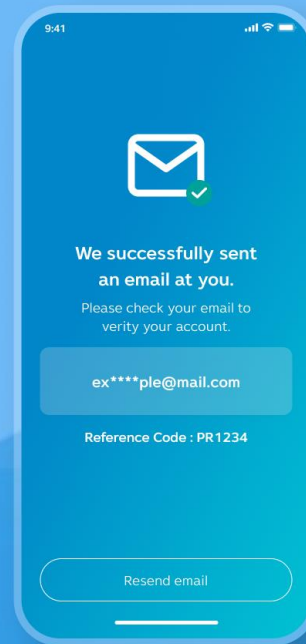 9:41
We successfully sent
an email at you.
Please check your email to
verity your account.
ex****ple@mail.com
Reference Code : PR1234
Resend email